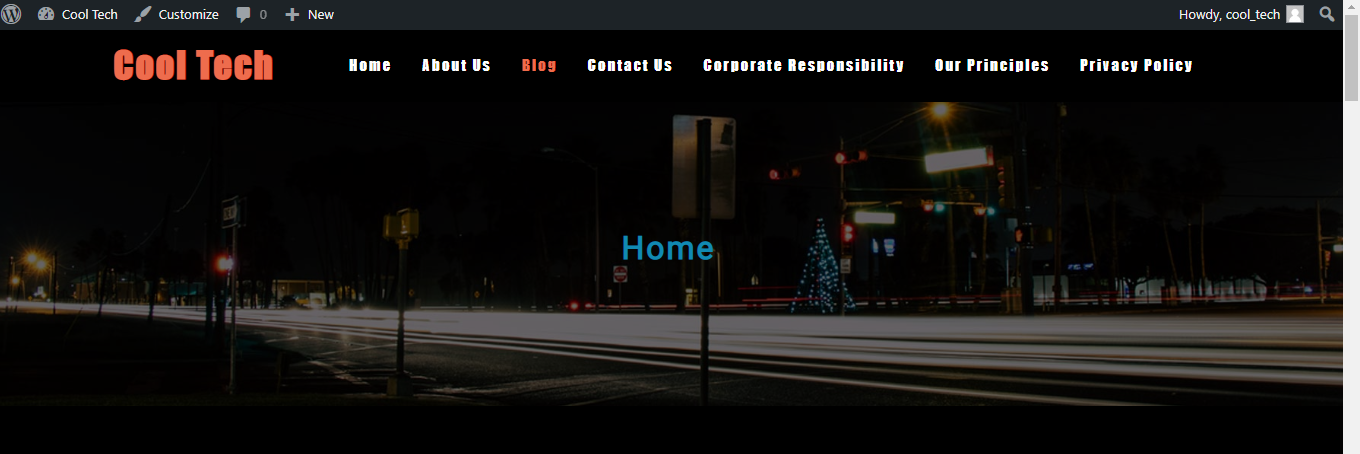 Cool Tech Customize 0 New Howdy, cool_tech
Cool Tech Home About Us Blog Contact Us Corporate Responsibility Our Principles Privacy Policy
Home